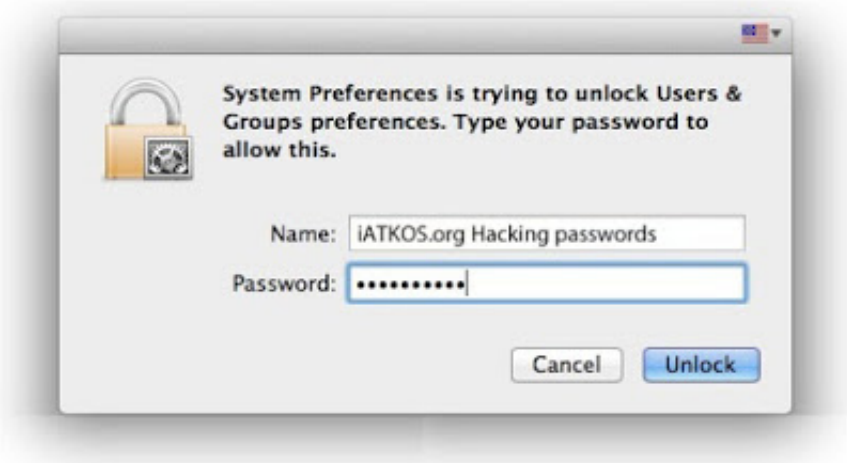 System Preferences is trying to unlock Users &
Groups preferences. Type your password to
allow this.
Name: iATKOS.org Hacking passwords
Password: ••••••••••
Cancel Unlock